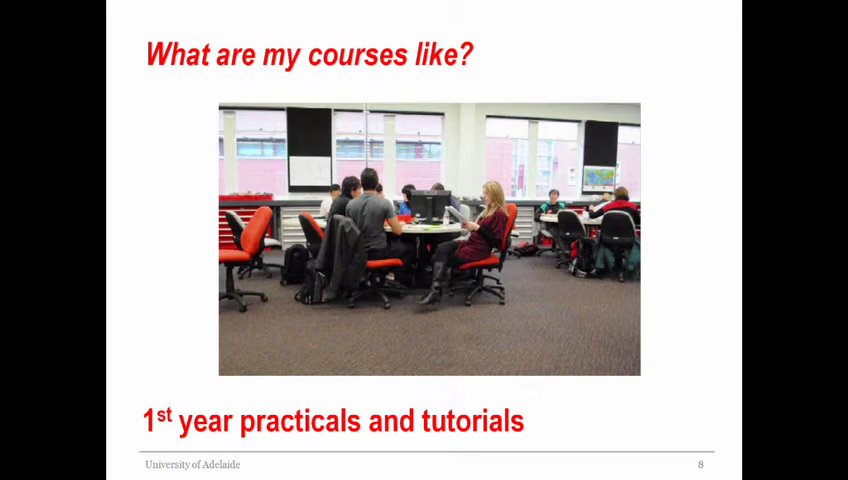 What are my courses like?
1st year practicals and tutorials
University of Adelaide
8